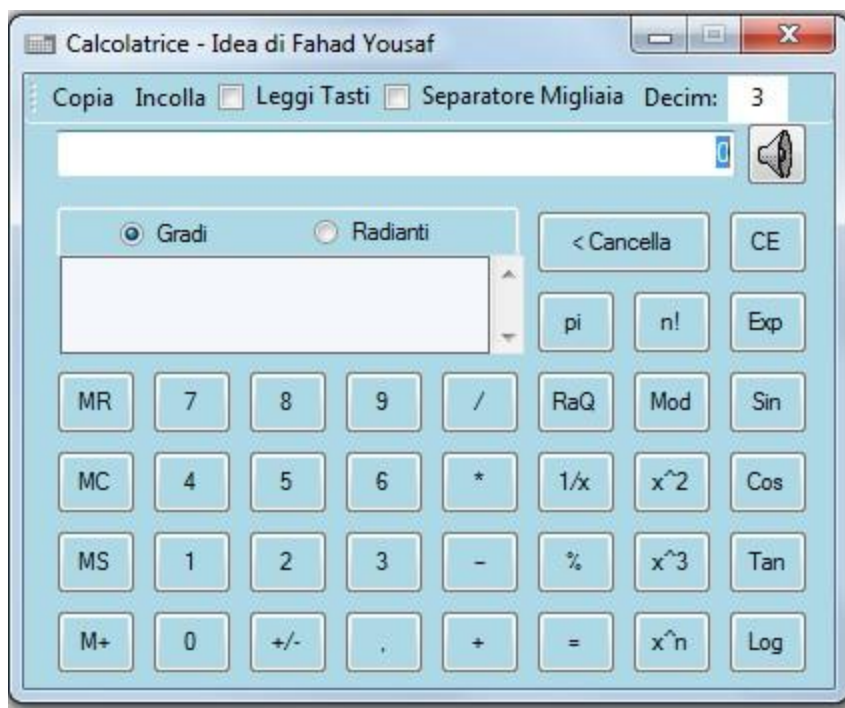 Calcolatrice - Idea di Fahad Yousaf
Copia Incolla Leggi Tasti Separatore Migliaia Decim: 3
0
Gradi Radianti < Cancella CE
pi n! Exp
MR 7 8 9 / RaQ Mod Sin
MC 4 5 6 * 1/x x^2 Cos
MS 1 2 3 - % x^3 Tan
M+ 0 +/- , + = x^n Log